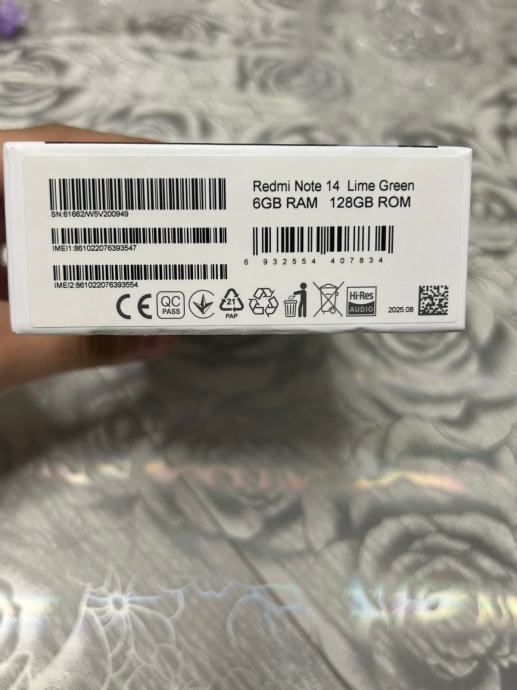 SN:61662/W5V200949
IMEI1:861022076393547
IMEI2:861022076393554
Redmi Note 14 Lime Green
6GB RAM 128GB ROM
6 932554 407834
CE
QC
PASS
21
PAP
Hi-Res
AUDIO
2025.08